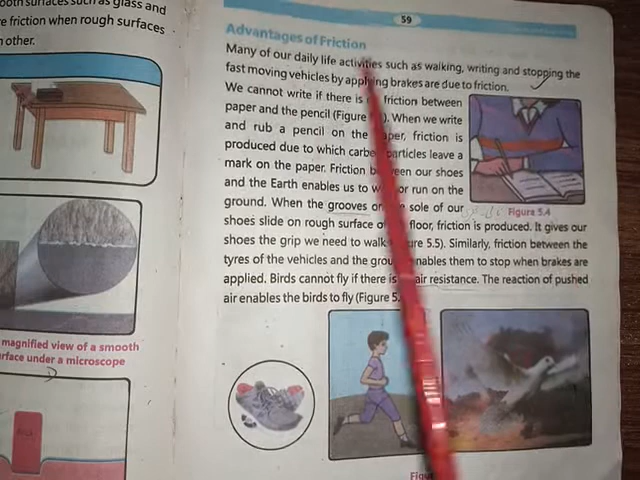 ooth surfaces such as glass and
e friction when rough surfaces
other.
magnified view of a smooth
rface under a microscope
59
Advantages of Friction
Many of our daily life activities such as walking, writing and stopping the
fast moving vehicles by applying brakes are due to friction.
We cannot write if there is friction between
paper and the pencil (Figure ). When we write
and rub a pencil on the aper, friction is
produced due to which carb articles leave a
mark on the paper. Friction be een our shoes
and the Earth enables us to w or run on the
ground. When the grooves o sole of our
shoes slide on rough surface o floor, friction is produced. It gives our
shoes the grip we need to walk ure 5.5). Similarly, friction between the
tyres of the vehicles and the grou enables them to stop when brakes are
applied. Birds cannot fly if there is air resistance. The reaction of pushed
air enables the birds to fly (Figure 5.
Figure 5.4
Figu